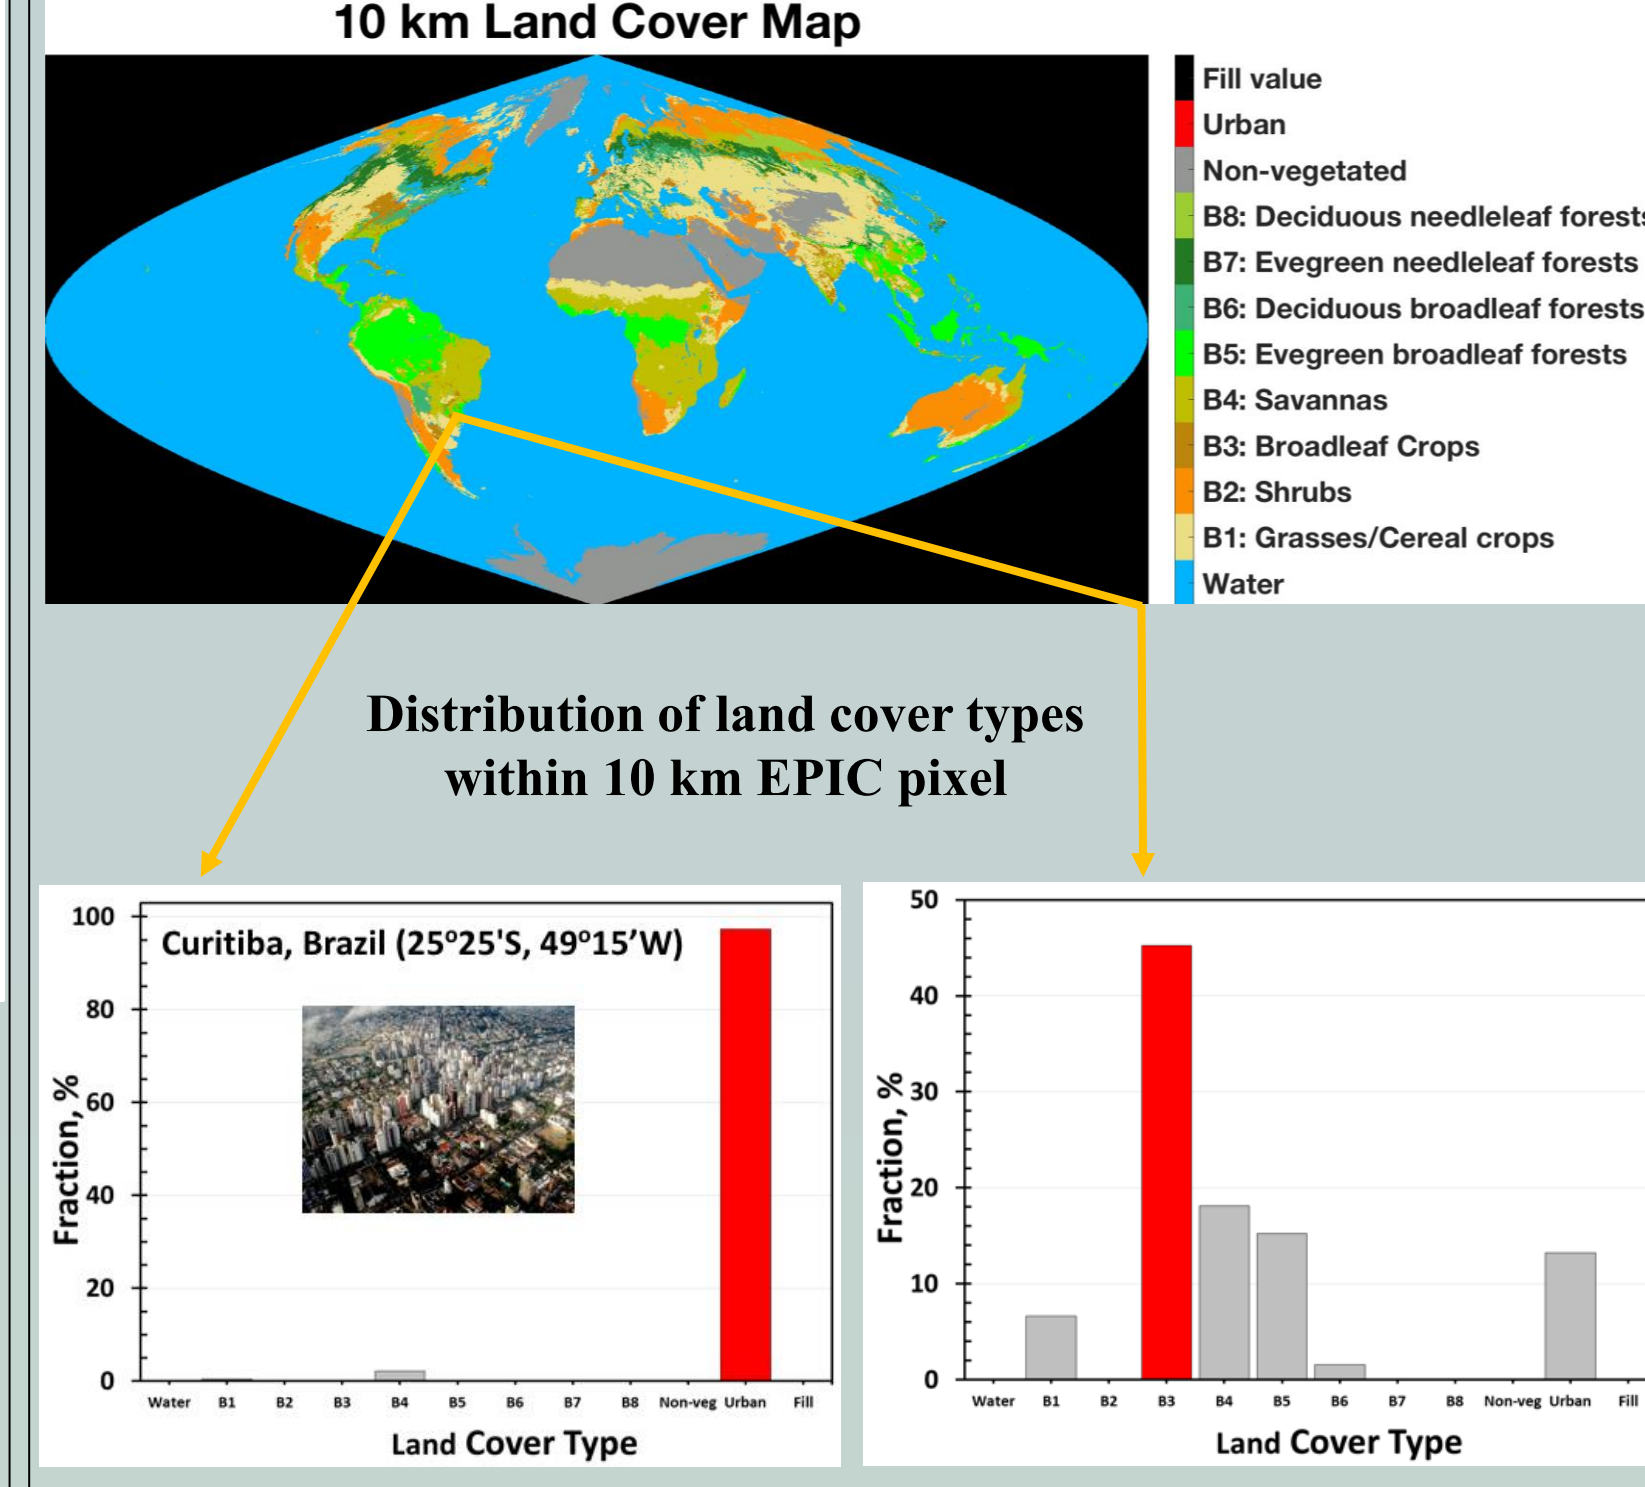 10 km Land Cover Map
Fill value
Urban
Non-vegetated
B8: Deciduous needleleaf forests
B7: Evegreen needleleaf forests
B6: Deciduous broadleaf forests
B5: Evegreen broadleaf forests
B4: Savannas
B3: Broadleaf Crops
B2: Shrubs
B1: Grasses/Cereal crops
Water
Distribution of land cover types
within 10 km EPIC pixel
Curitiba, Brazil (25º25'S, 49º15’W)
Fraction, %
100
80
60
40
20
0
Water B1 B2 B3 B4 B5 B6 B7 B8 Non-veg Urban Fill
Land Cover Type
Fraction, %
50
40
30
20
10
0
Water B1 B2 B3 B4 B5 B6 B7 B8 Non-veg Urban Fill
Land Cover Type